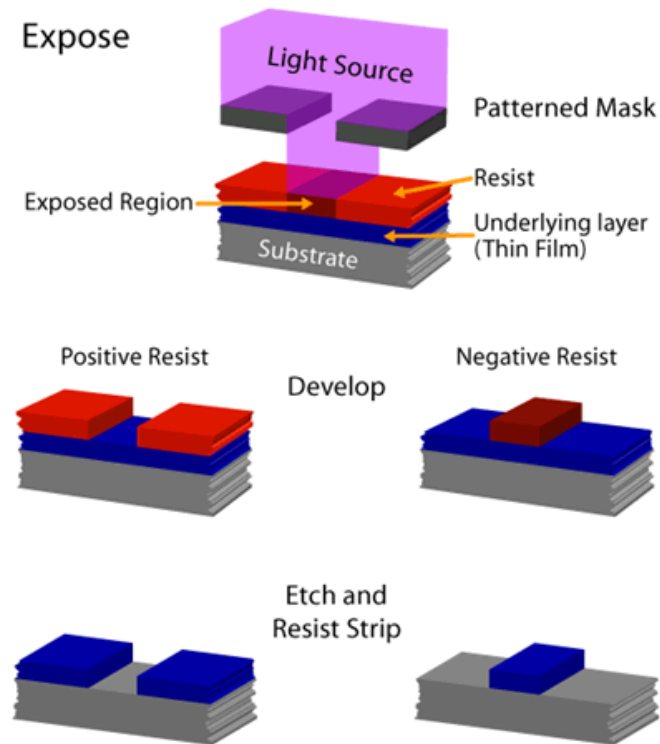 Expose
Light Source
Patterned Mask
Resist
Exposed Region
Underlying layer
(Thin Film)
Substrate
Positive Resist
Negative Resist
Develop
Etch and
Resist Strip